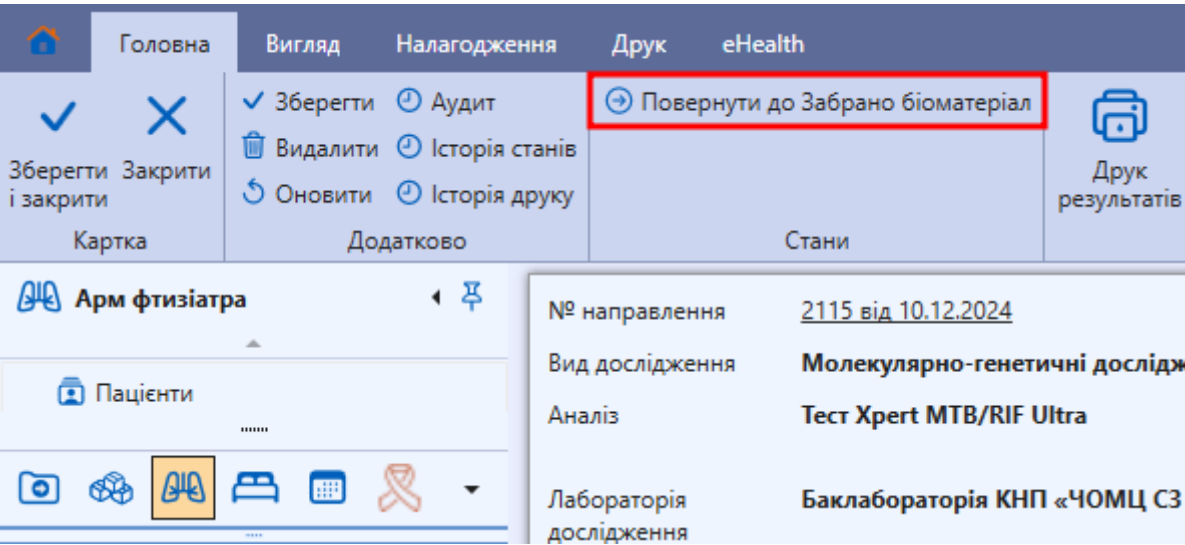 Головна Вигляд Налагодження Друк eHealth
Зберегти і закрити
Закрити
Картка
Зберегти
Видалити
Оновити
Аудит
Історія станів
Історія друку
Додатково
Повернути до Забрано біоматеріал
Стани
Друк
результатів
Арм фтизіатра
Пацієнти
№ направлення 2115 від 10.12.2024
Вид дослідження Молекулярно-генетичні дослідж
Аналіз Тест Xpert MTB/RIF Ultra
Лабораторія Баклабораторія КНП «ЧОМЦ СЗ
дослідження